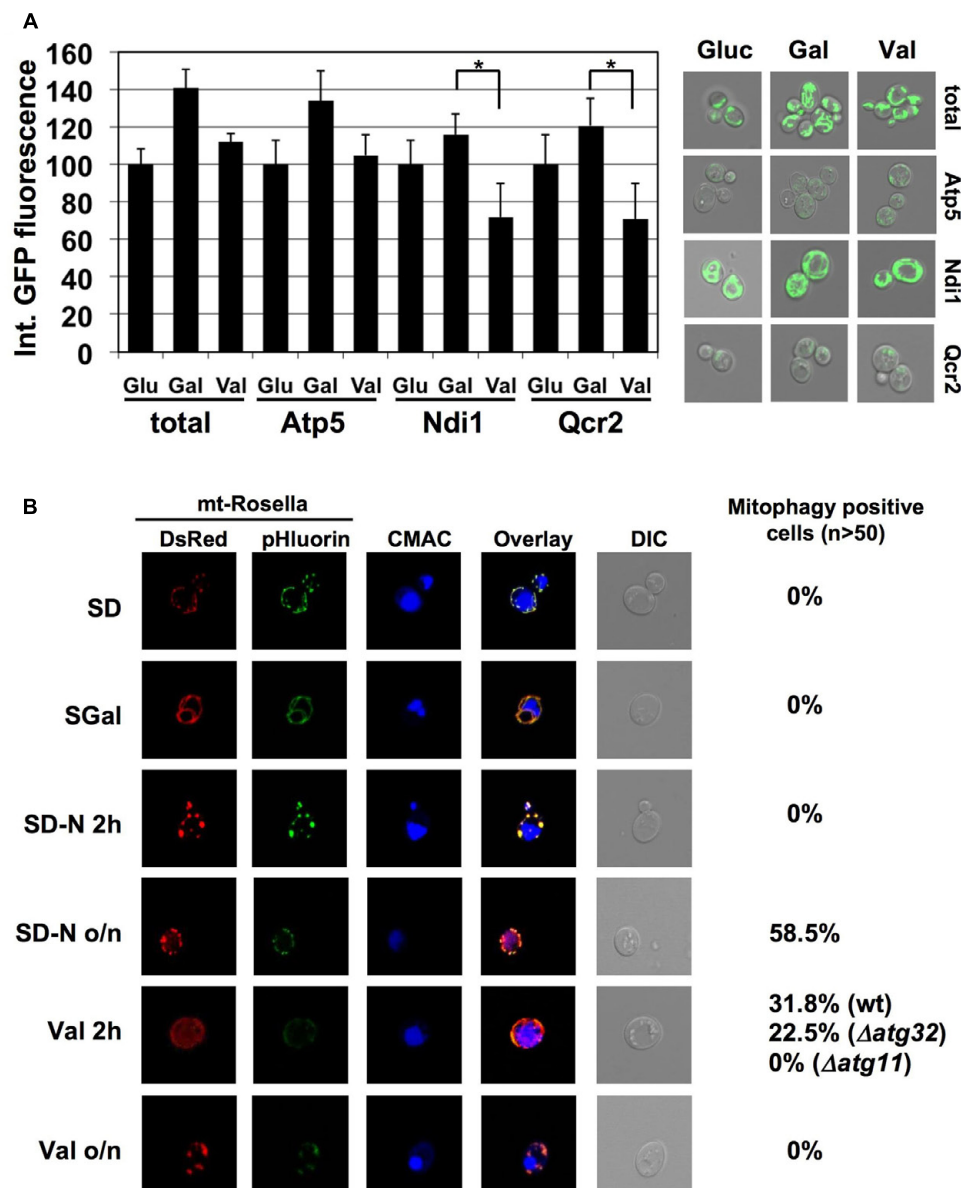 A
Int. GFP fluorescence
160
140
120
100
80
60
40
20
0
* *
Glu Gal Val Glu Gal Val Glu Gal Val Glu Gal Val
total Atp5 Ndi1 Qcr2
Gluc Gal Val
total
Atp5
Ndi1
Qcr2
B
mt-Rosella
Mitophagy positive
cells (n>50)
DsRed pHluorin CMAC Overlay DIC
SD 0%
SGal 0%
SD-N 2h 0%
SD-N o/n 58.5%
Val 2h
31.8% (wt)
22.5% (Δatg32)
0% (Δatg11)
Val o/n 0%